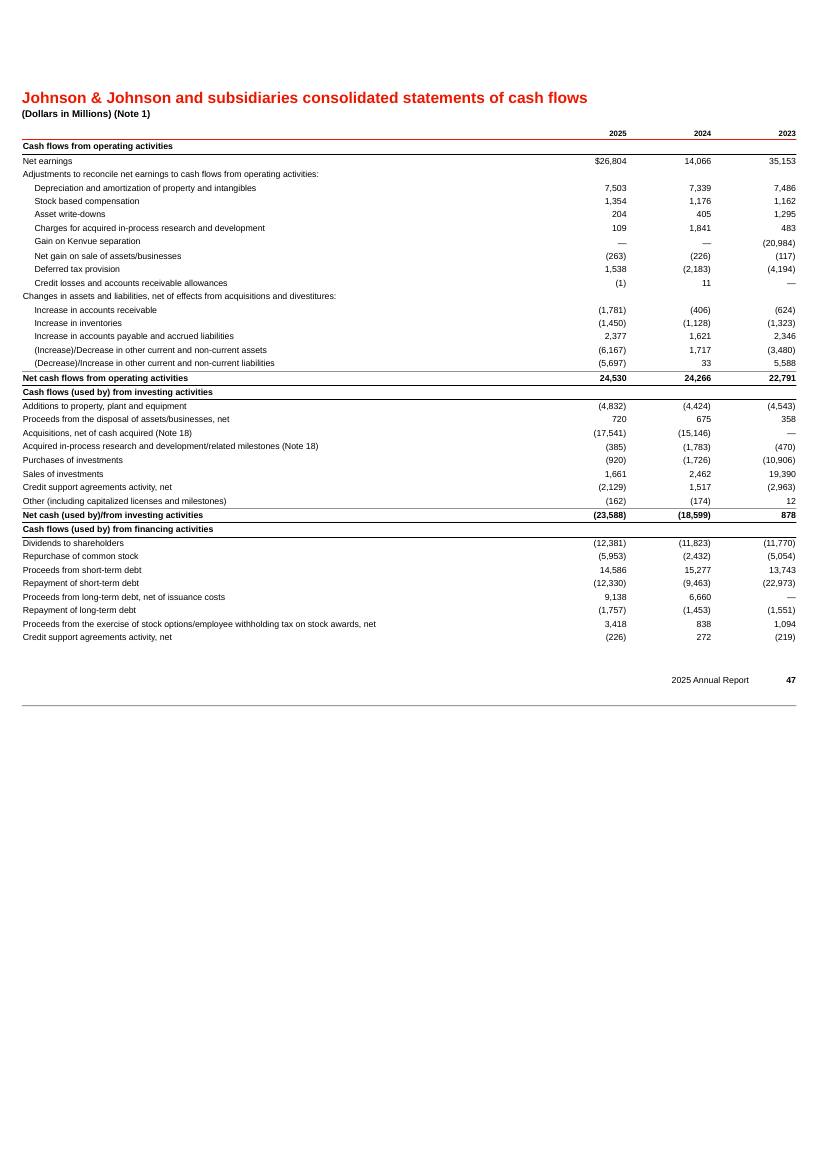 Johnson & Johnson and subsidiaries consolidated statements of cash flows
(Dollars in Millions) (Note 1)
2025 2024 2023
Cash flows from operating activities
Net earnings $26,804 14,066 35,153
Adjustments to reconcile net earnings to cash flows from operating activities:
Depreciation and amortization of property and intangibles 7,503 7,339 7,486
Stock based compensation 1,354 1,176 1,162
Asset write-downs 204 405 1,295
Charges for acquired in-process research and development 109 1,841 483
Gain on Kenvue separation — — (20,984)
Net gain on sale of assets/businesses (263) (226) (117)
Deferred tax provision 1,538 (2,183) (4,194)
Credit losses and accounts receivable allowances (1) 11 —
Changes in assets and liabilities, net of effects from acquisitions and divestitures:
Increase in accounts receivable (1,781) (406) (624)
Increase in inventories (1,450) (1,128) (1,323)
Increase in accounts payable and accrued liabilities 2,377 1,621 2,346
(Increase)/Decrease in other current and non-current assets (6,167) 1,717 (3,480)
(Decrease)/Increase in other current and non-current liabilities (5,697) 33 5,588
Net cash flows from operating activities 24,530 24,266 22,791
Cash flows (used by) from investing activities
Additions to property, plant and equipment (4,832) (4,424) (4,543)
Proceeds from the disposal of assets/businesses, net 720 675 358
Acquisitions, net of cash acquired (Note 18) (17,541) (15,146) —
Acquired in-process research and development/related milestones (Note 18) (385) (1,783) (470)
Purchases of investments (920) (1,726) (10,906)
Sales of investments 1,661 2,462 19,390
Credit support agreements activity, net (2,129) 1,517 (2,963)
Other (including capitalized licenses and milestones) (162) (174) 12
Net cash (used by)/from investing activities (23,588) (18,599) 878
Cash flows (used by) from financing activities
Dividends to shareholders (12,381) (11,823) (11,770)
Repurchase of common stock (5,953) (2,432) (5,054)
Proceeds from short-term debt 14,586 15,277 13,743
Repayment of short-term debt (12,330) (9,463) (22,973)
Proceeds from long-term debt, net of issuance costs 9,138 6,660 —
Repayment of long-term debt (1,757) (1,453) (1,551)
Proceeds from the exercise of stock options/employee withholding tax on stock awards, net 3,418 838 1,094
Credit support agreements activity, net (226) 272 (219)
2025 Annual Report 47